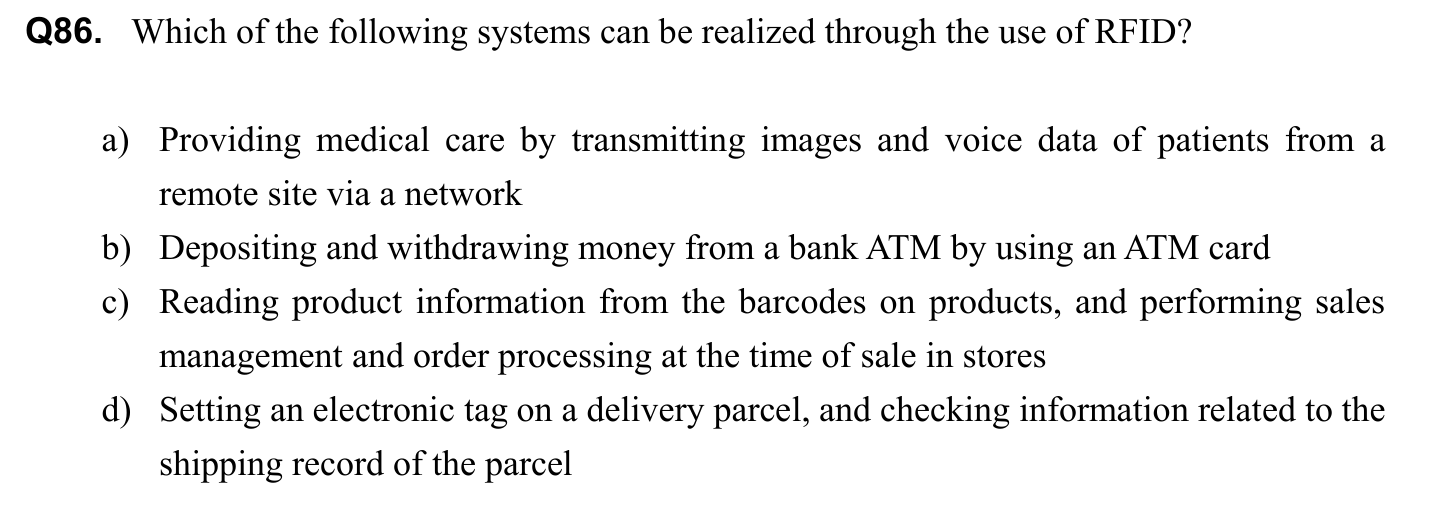 Q86. Which of the following systems can be realized through the use of RFID?
a) Providing medical care by transmitting images and voice data of patients from a
remote site via a network
b) Depositing and withdrawing money from a bank ATM by using an ATM card
c) Reading product information from the barcodes on products, and performing sales
management and order processing at the time of sale in stores
d) Setting an electronic tag on a delivery parcel, and checking information related to the
shipping record of the parcel